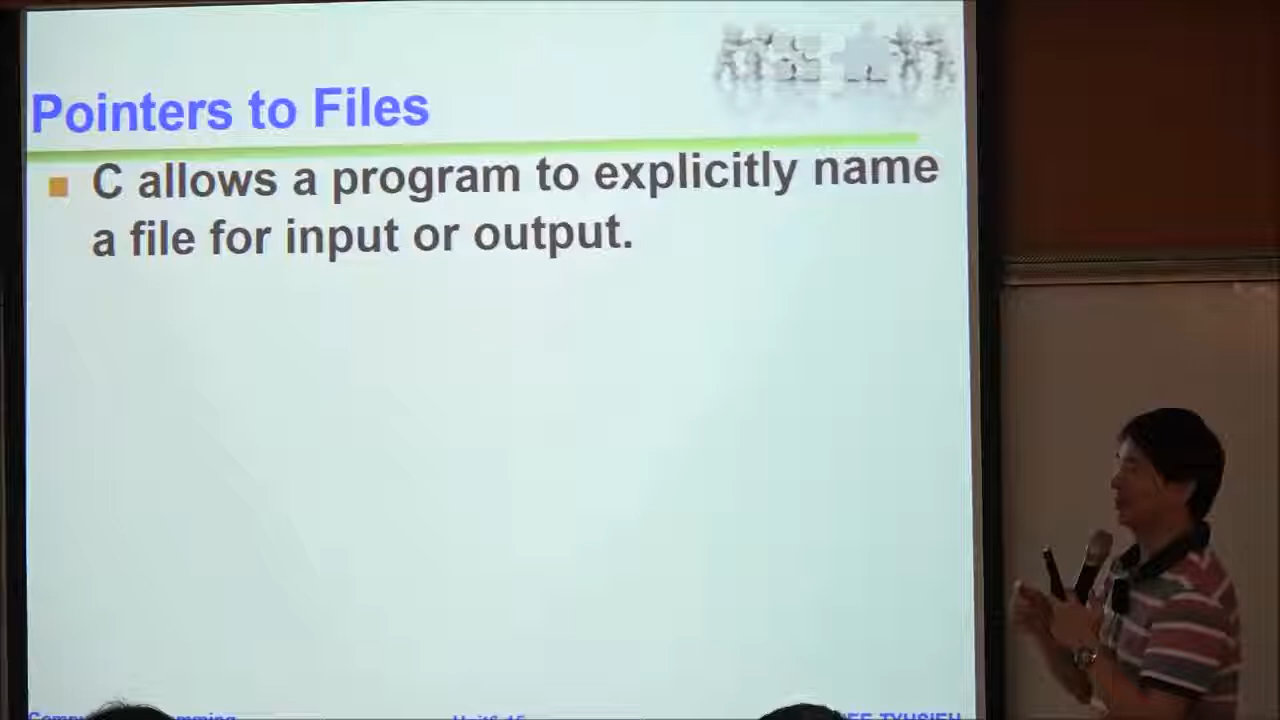 Pointers to Files
C allows a program to explicitly name
a file for input or output.